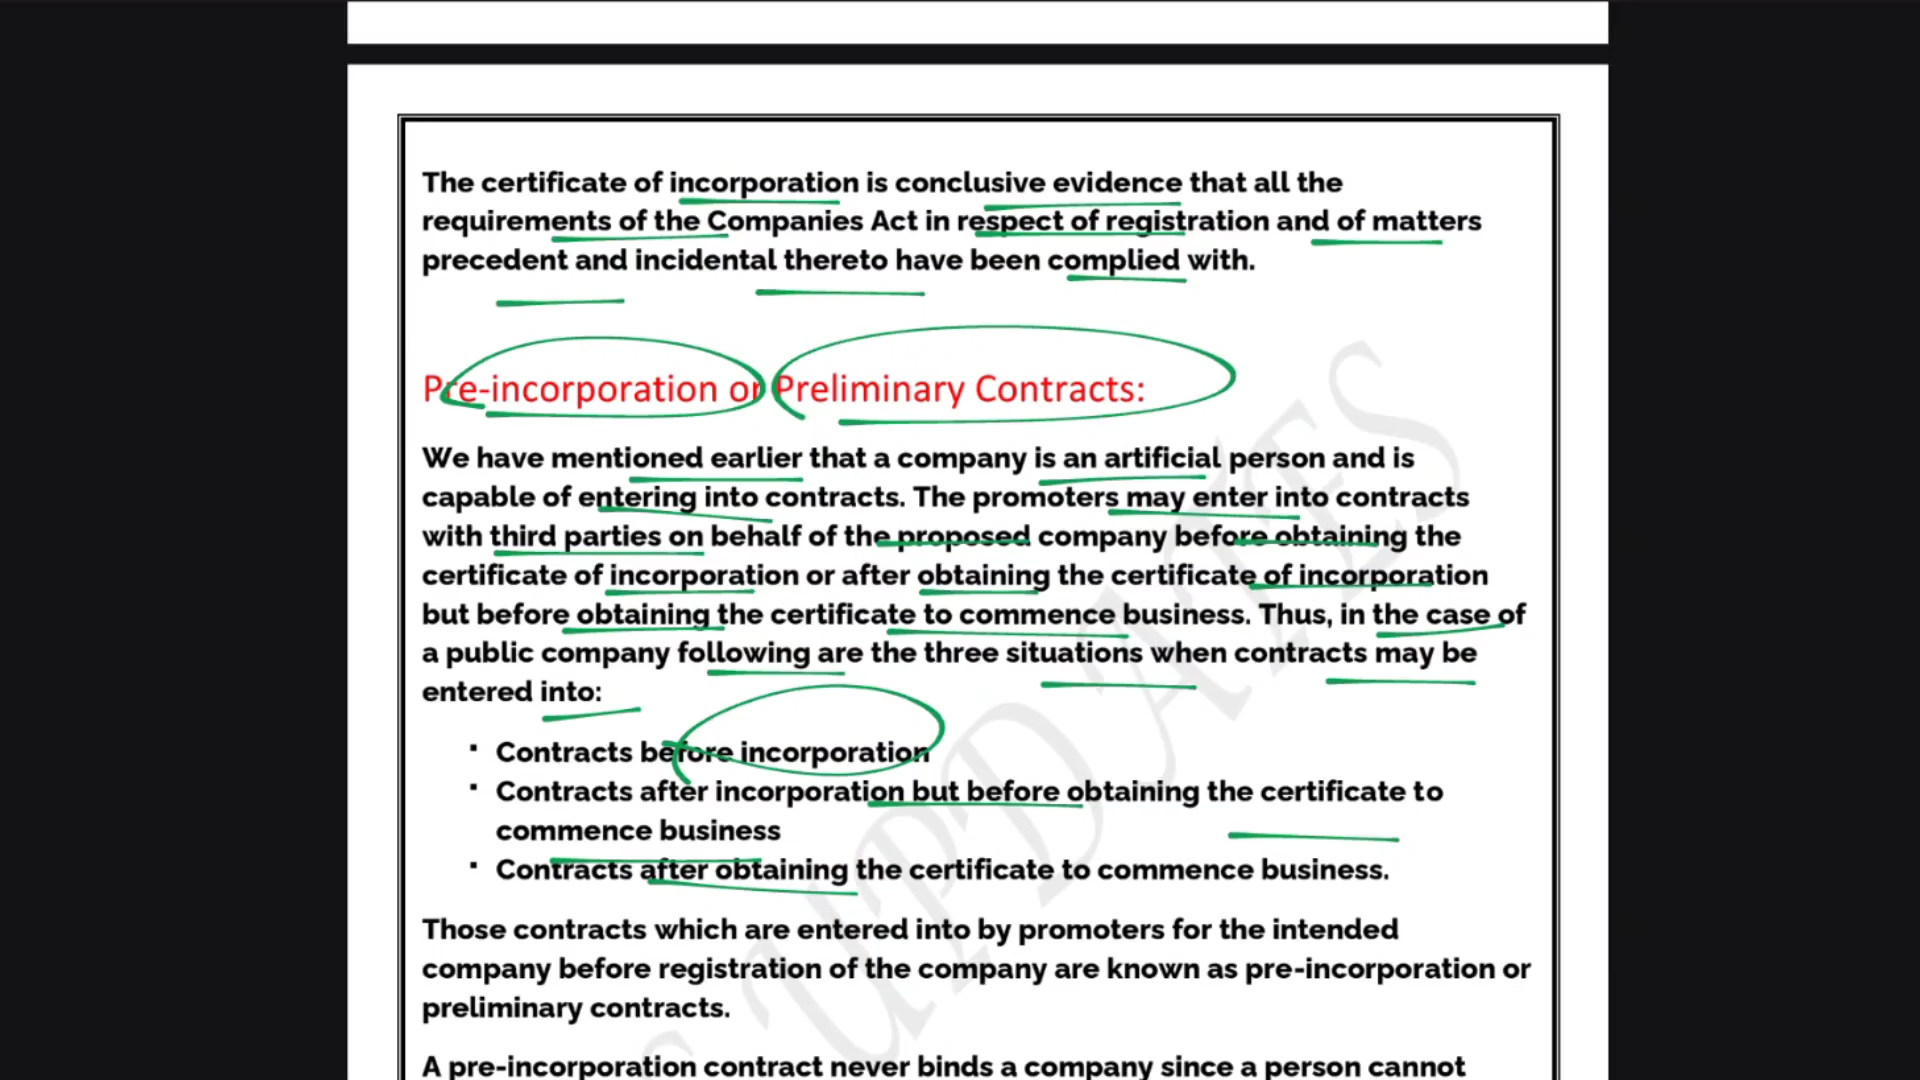 The certificate of incorporation is conclusive evidence that all the
requirements of the Companies Act in respect of registration and of matters
precedent and incidental thereto have been complied with.
Pre-incorporation or Preliminary Contracts:
We have mentioned earlier that a company is an artificial person and is
capable of entering into contracts. The promoters may enter into contracts
with third parties on behalf of the proposed company before obtaining the
certificate of incorporation or after obtaining the certificate of incorporation
but before obtaining the certificate to commence business. Thus, in the case of
a public company following are the three situations when contracts may be
entered into:
▪ Contracts before incorporation
▪ Contracts after incorporation but before obtaining the certificate to
commence business
▪ Contracts after obtaining the certificate to commence business.
Those contracts which are entered into by promoters for the intended
company before registration of the company are known as pre-incorporation or
preliminary contracts.
A pre-incorporation contract never binds a company since a person cannot
S UPDATES